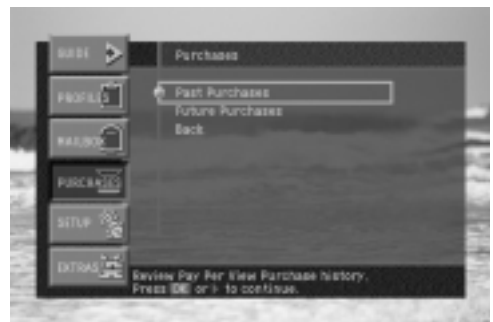 GUIDE
Purchases
PROFILES
Past Purchases
Future Purchases
MAILBOX
Back
PURCHASES
SETUP
EXTRAS
Review Pay Per View Purchase history.
Press OK or > to continue.